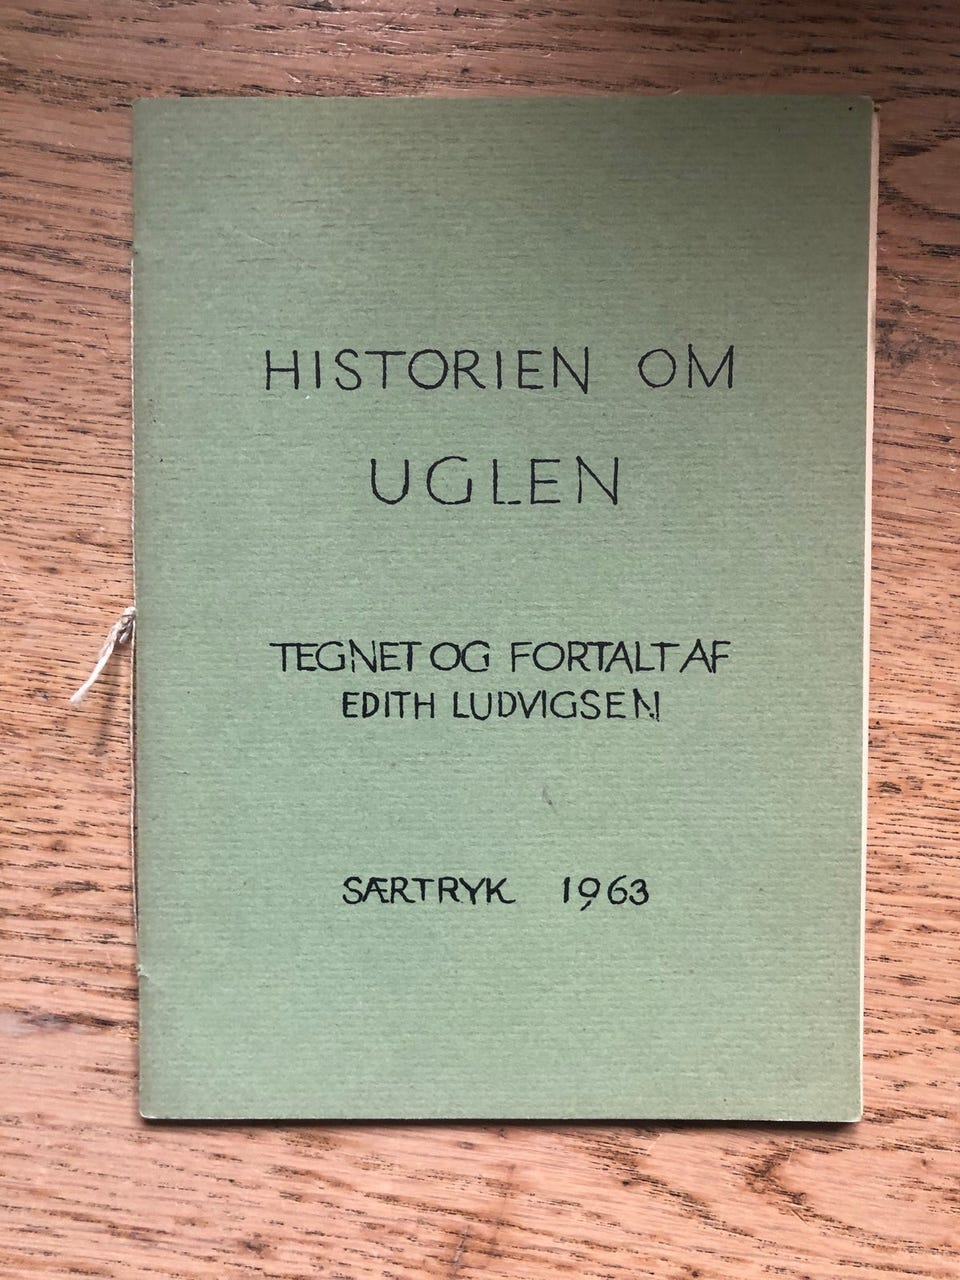 HISTORIEN OM
UGLEN
TEGNET OG FORTALT AF
EDITH LUDVIGSEN
SÆRTRYK 1963